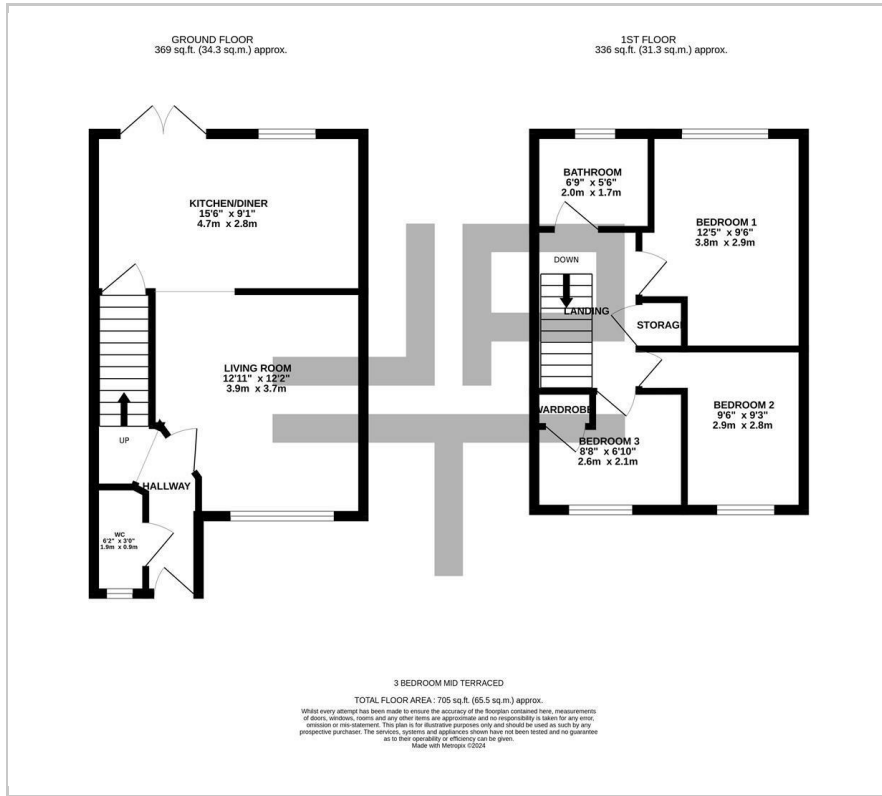 GROUND FLOOR
369 sq.ft. (34.3 sq.m.) approx.
1ST FLOOR
336 sq.ft. (31.3 sq.m.) approx.
KITCHEN/DINER
15'6" x 9'1"
4.7m x 2.8m
LIVING ROOM
12'11" x 12'2"
3.9m x 3.7m
UP
HALLWAY
WC
6'2" x 3'0"
1.9m x 0.9m
BATHROOM
6'9" x 5'6"
2.0m x 1.7m
BEDROOM 1
12'5" x 9'6"
3.8m x 2.9m
DOWN
LANDING
STORAGE
BEDROOM 2
9'6" x 9'3"
2.9m x 2.8m
WARDROBE
BEDROOM 3
8'8" x 6'10"
2.6m x 2.1m
3 BEDROOM MID TERRACED
TOTAL FLOOR AREA : 705 sq.ft. (65.5 sq.m.) approx.
Whilst every attempt has been made to ensure the accuracy of the floorplan contained here, measurements
of doors, windows, rooms and any other items are approximate and no responsibility is taken for any error,
omission or mis-statement. This plan is for illustrative purposes only and should be used as such by any
prospective purchaser. The services, systems and appliances shown have not been tested and no guarantee
as to their operability or efficiency can be given.
Made with Metropix ©2024